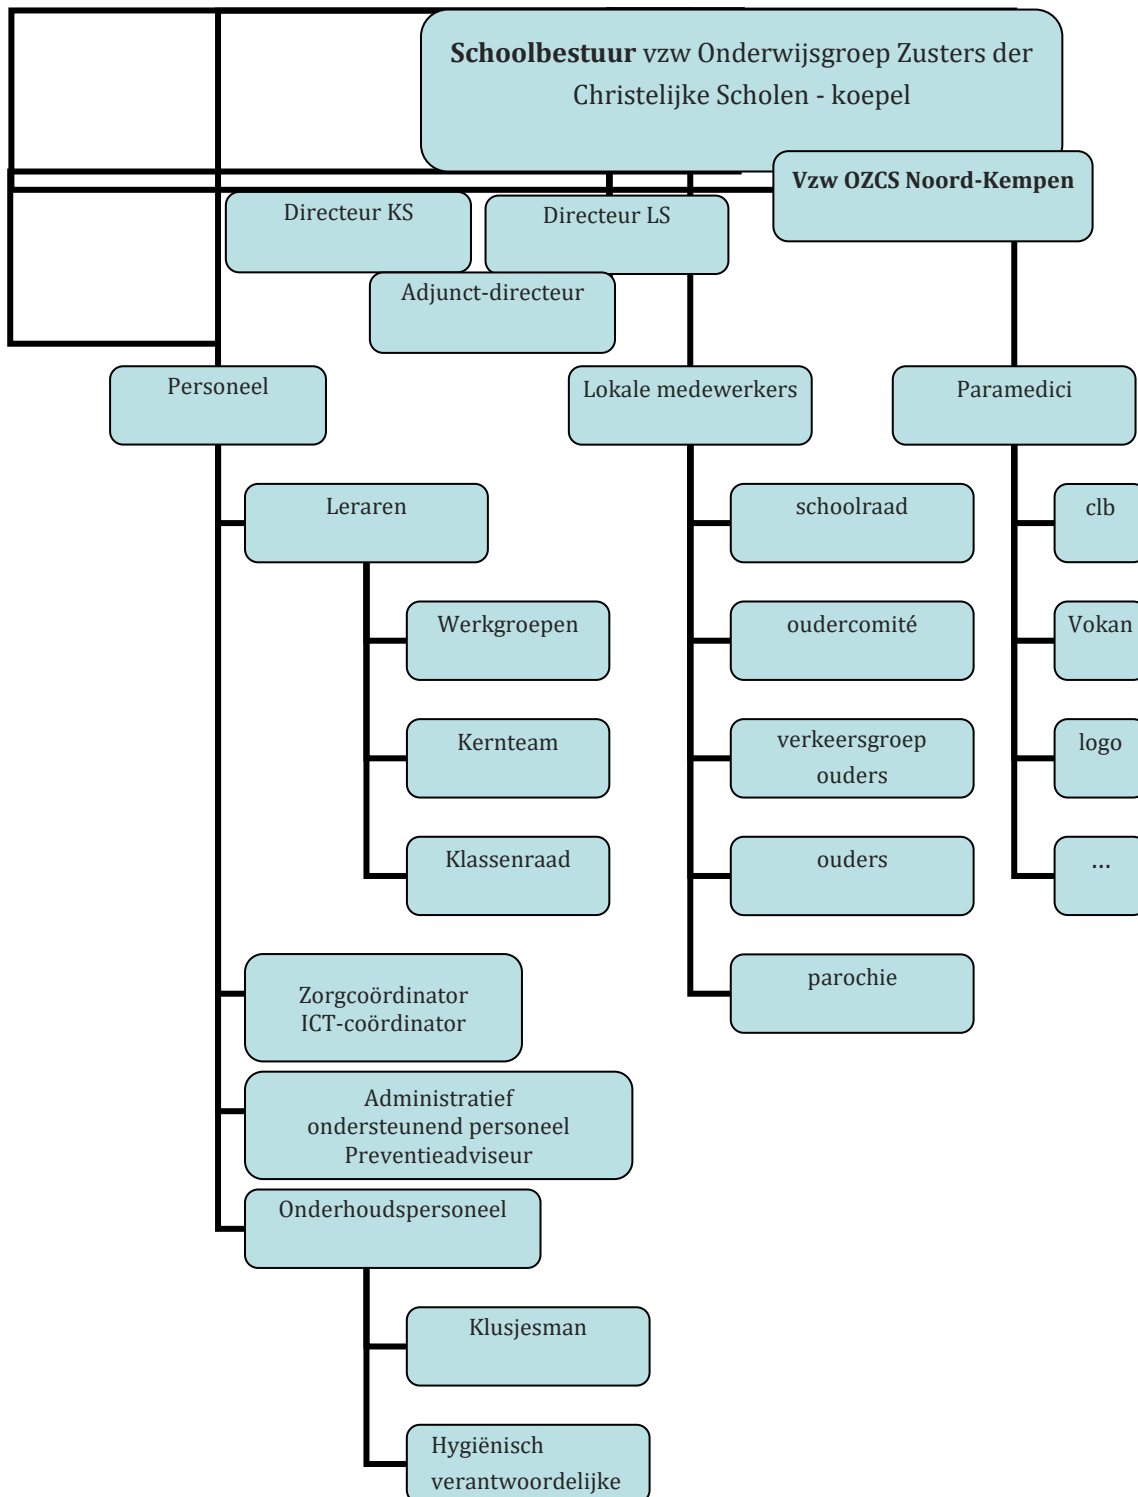 Schoolbestuur vzw Onderwijsgroep Zusters der
Christelijke Scholen - koepel
Vzw OZCS Noord-Kempen
Directeur KS
Directeur LS
Adjunct-directeur
Personeel
Lokale medewerkers
Paramedici
Leraren
schoolraad
clb
Werkgroepen
oudercomité
Vokan
Kernteam
verkeersgroep
ouders
logo
Klassenraad
ouders
...
Zorgcoördinator
ICT-coördinator
parochie
Administratief
ondersteunend personeel
Preventieadviseur
Onderhoudspersoneel
Klusjesman
Hygiënisch
verantwoordelijke